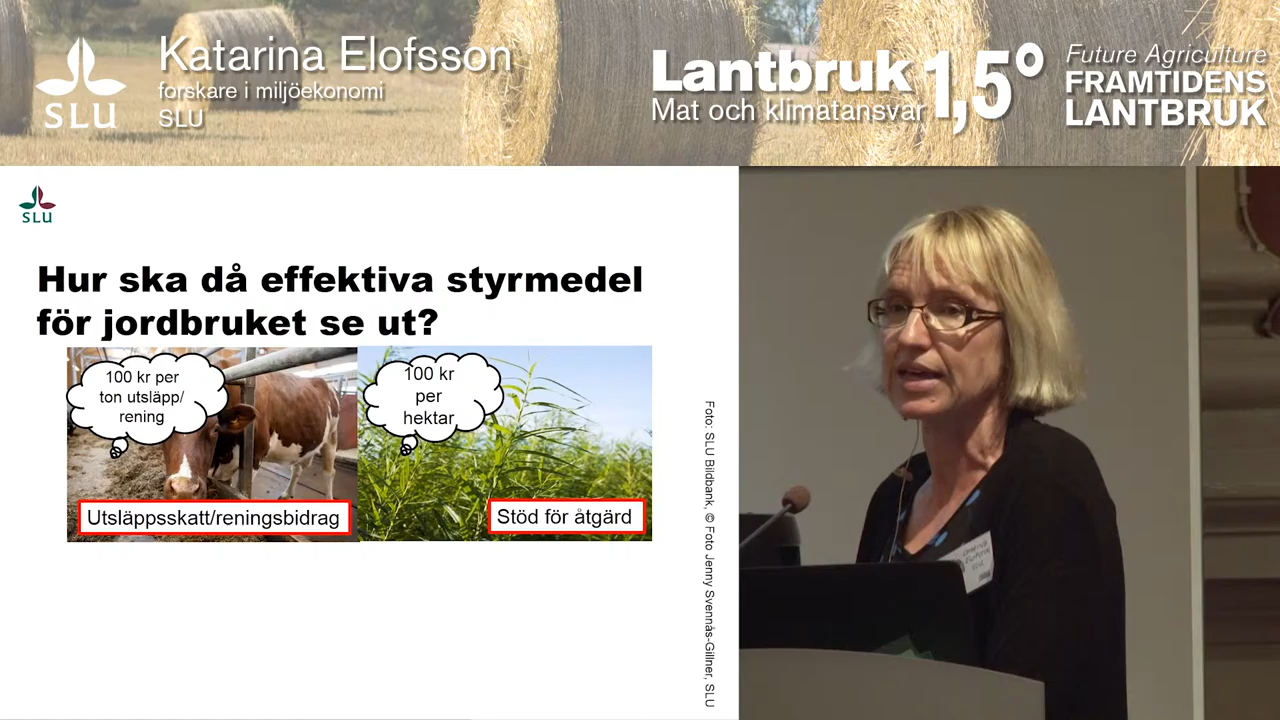 SLU
Katarina Elofsson
forskare i miljöekonomi
SLU
Lantbruk 1,5°
Mat och klimatansvar
Future Agriculture
FRAMTIDENS
LANTBRUK
SLU
Hur ska då effektiva styrmedel
för jordbruket se ut?
100 kr per
ton utsläpp/
rening
100 kr
per
hektar
Utsläppsskatt/reningsbidrag
Stöd för åtgärd
Foto: SLU Bildbank, © Foto Jenny Svennås-Gillner, SLU